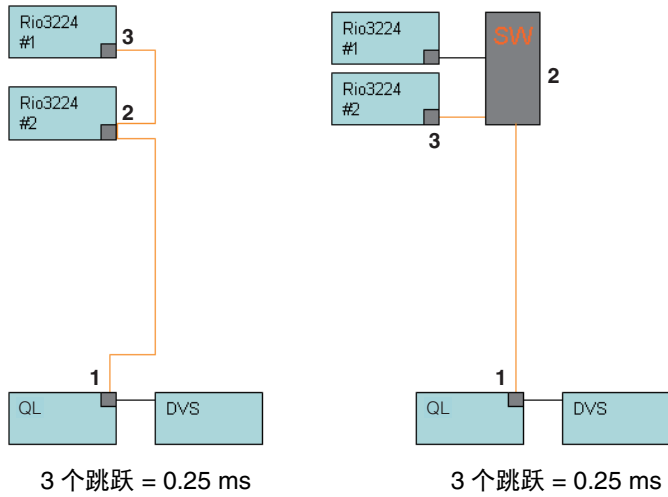 Rio3224
#1
3
Rio3224
#2
2
1
QL
DVS
3 个跳跃 = 0.25 ms
Rio3224
#1
SW
2
Rio3224
#2
3
1
QL
DVS
3 个跳跃 = 0.25 ms